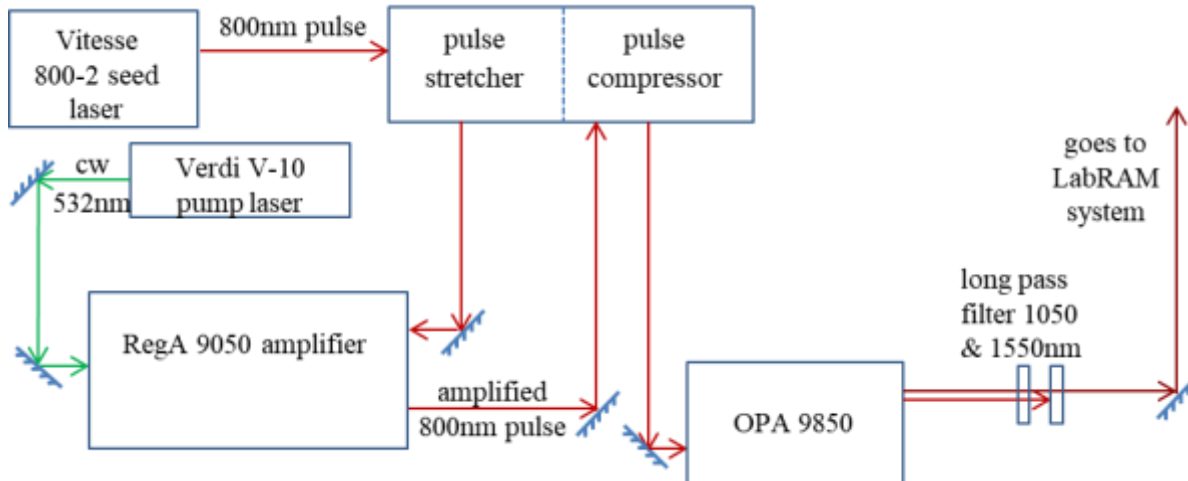 Vitesse
800-2 seed
laser
800nm pulse
pulse
stretcher
pulse
compressor
cw
532nm
Verdi V-10
pump laser
goes to
LabRAM
system
RegA 9050 amplifier
long pass
filter 1050
& 1550nm
amplified
800nm pulse
OPA 9850